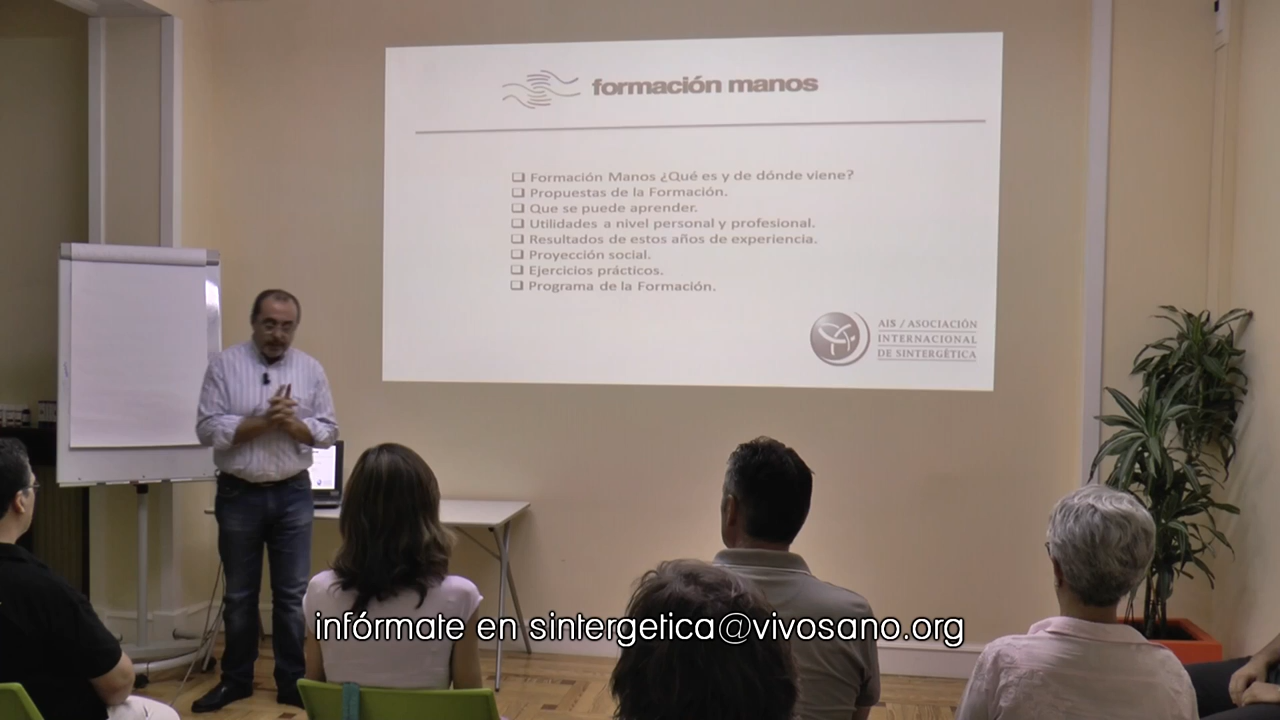 formación manos
❑ Formación Manos ¿Qué es y de dónde viene?
❑ Propuestas de la Formación.
❑ Que se puede aprender.
❑ Utilidades a nivel personal y profesional.
❑ Resultados de estos años de experiencia.
❑ Proyección social.
❑ Ejercicios prácticos.
❑ Programa de la Formación.
AIS / ASOCIACIÓN
INTERNACIONAL
DE SINTERGÉTICA
infórmate en sintergetica@vivosano.org